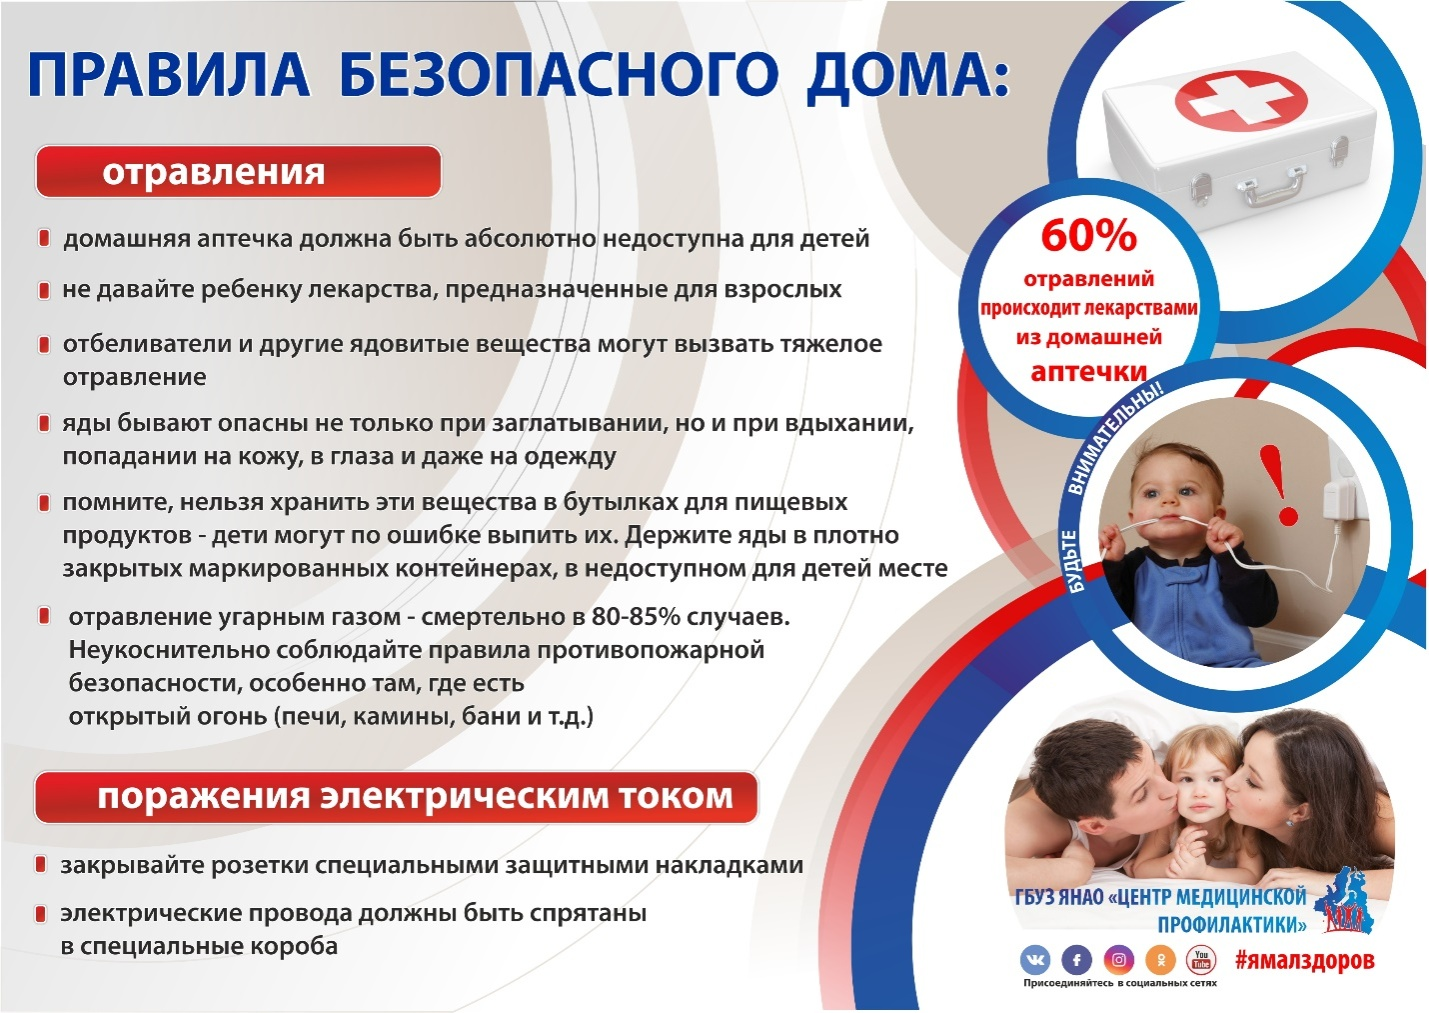 ПРАВИЛА БЕЗОПАСНОГО ДОМА:
отравления
домашняя аптечка должна быть абсолютно недоступна для детей
не давайте ребенку лекарства, предназначенные для взрослых
отбеливатели и другие ядовитые вещества могут вызвать тяжелое
отравление
яды бывают опасны не только при заглатывании, но и при вдыхании,
попадании на кожу, в глаза и даже на одежду
помните, нельзя хранить эти вещества в бутылках для пищевых
продуктов - дети могут по ошибке выпить их. Держите яды в плотно
закрытых маркированных контейнерах, в недоступном для детей месте
отравление угарным газом - смертельно в 80-85% случаев.
Неукоснительно соблюдайте правила противопожарной
безопасности, особенно там, где есть
открытый огонь (печи, камины, бани и т.д.)
поражения электрическим током
закрывайте розетки специальными защитными накладками
электрические провода должны быть спрятаны
в специальные короба
60%
отравлений
происходит лекарствами
из домашней
аптечки
БУДЬТЕ ВНИМАТЕЛЬНЫ!
!
ГБУЗ ЯНАО «ЦЕНТР МЕДИЦИНСКОЙ
ПРОФИЛАКТИКИ»
You
Tube
#ямалздоров
Присоединяйтесь в социальных сетях